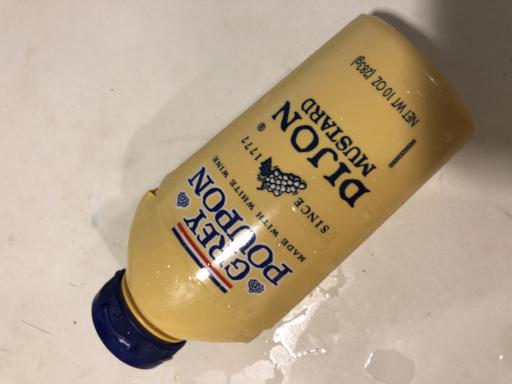 GREY
POUPON
MADE WITH WHITE WINE
SINCE 1777
®
DIJON
MUSTARD
NET WT 10 OZ (283g)